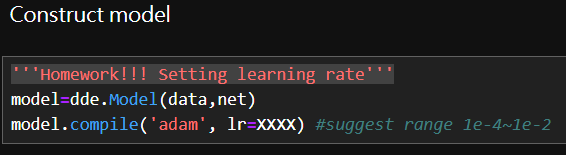 Construct model
'''Homework!!! Setting learning rate'''
model=dde.Model(data,net)
model.compile('adam', lr=XXXX) #suggest range 1e-4~1e-2